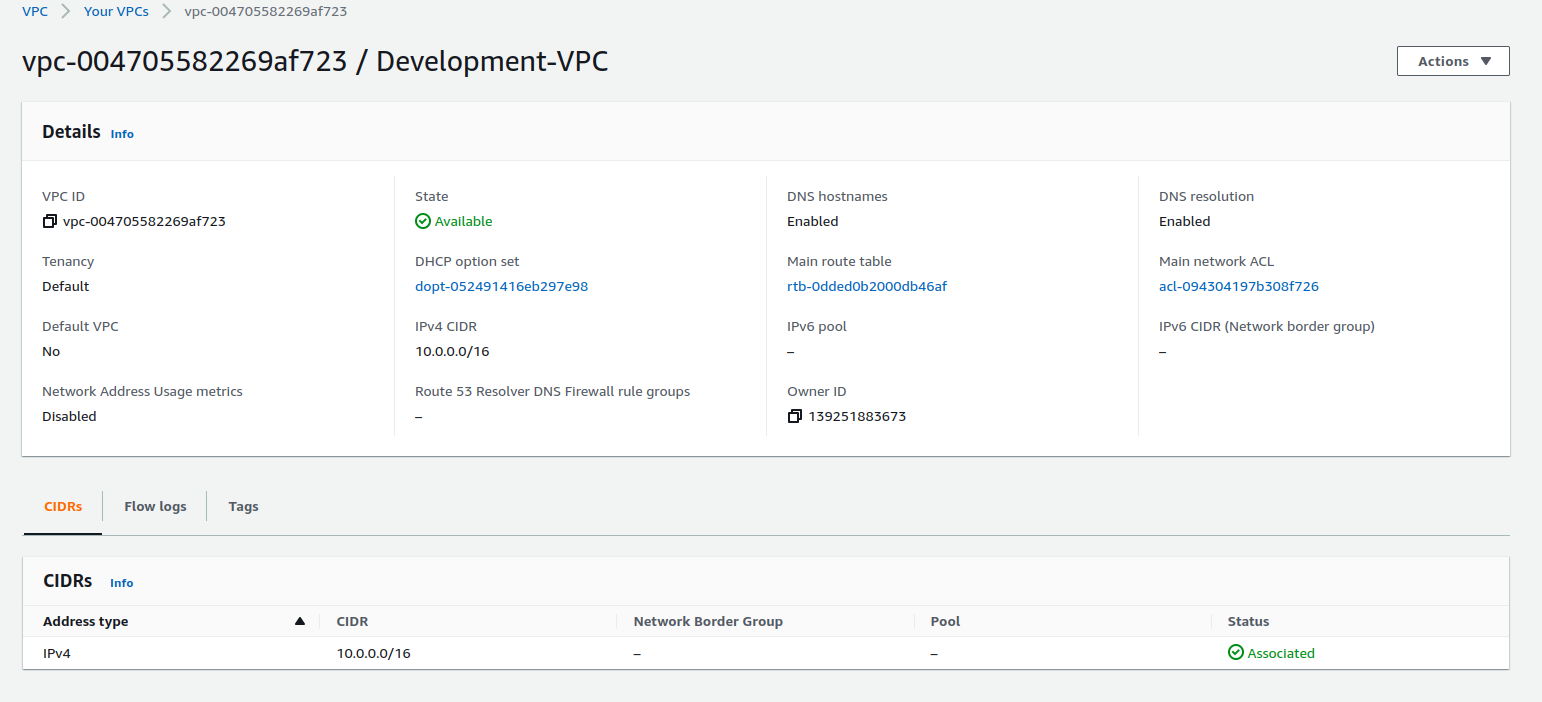 VPC > Your VPCs > vpc-004705582269af723
vpc-004705582269af723 / Development-VPC
Actions ▼
Details Info
VPC ID State DNS hostnames DNS resolution
vpc-004705582269af723 Available Enabled Enabled
Tenancy DHCP option set Main route table Main network ACL
Default dopt-052491416eb297e98 rtb-0dded0b2000db46af acl-094304197b308f726
Default VPC IPv4 CIDR IPv6 pool IPv6 CIDR (Network border group)
No 10.0.0.0/16 – –
Network Address Usage metrics Route 53 Resolver DNS Firewall rule groups Owner ID
Disabled – 139251883673
CIDRs Flow logs Tags
CIDRs Info
Address type ▲ CIDR Network Border Group Pool Status
IPv4 10.0.0.0/16 – – Associated